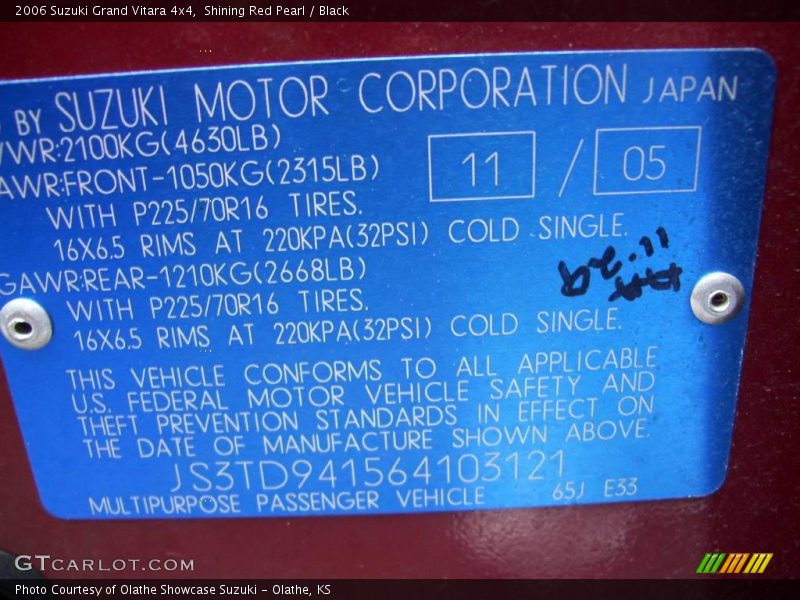 2006 Suzuki Grand Vitara 4x4,  Shining Red Pearl / Black
BY SUZUKI MOTOR CORPORATION JAPAN
VWR:2100KG(4630LB)
11 / 05
AWR:FRONT-1050KG(2315LB)
WITH P225/70R16 TIRES.
16X6.5 RIMS AT 220KPA(32PSI) COLD SINGLE.
GAWR:REAR-1210KG(2668LB)
WITH P225/70R16 TIRES.
16X6.5 RIMS AT 220KPA(32PSI) COLD SINGLE.
THIS VEHICLE CONFORMS TO ALL APPLICABLE
U.S. FEDERAL MOTOR VEHICLE SAFETY AND
THEFT PREVENTION STANDARDS IN EFFECT ON
THE DATE OF MANUFACTURE SHOWN ABOVE.
JS3TD941564103121
MULTIPURPOSE PASSENGER VEHICLE 65J E33
GTCARLOT.COM
Photo Courtesy of Olathe Showcase Suzuki - Olathe, KS